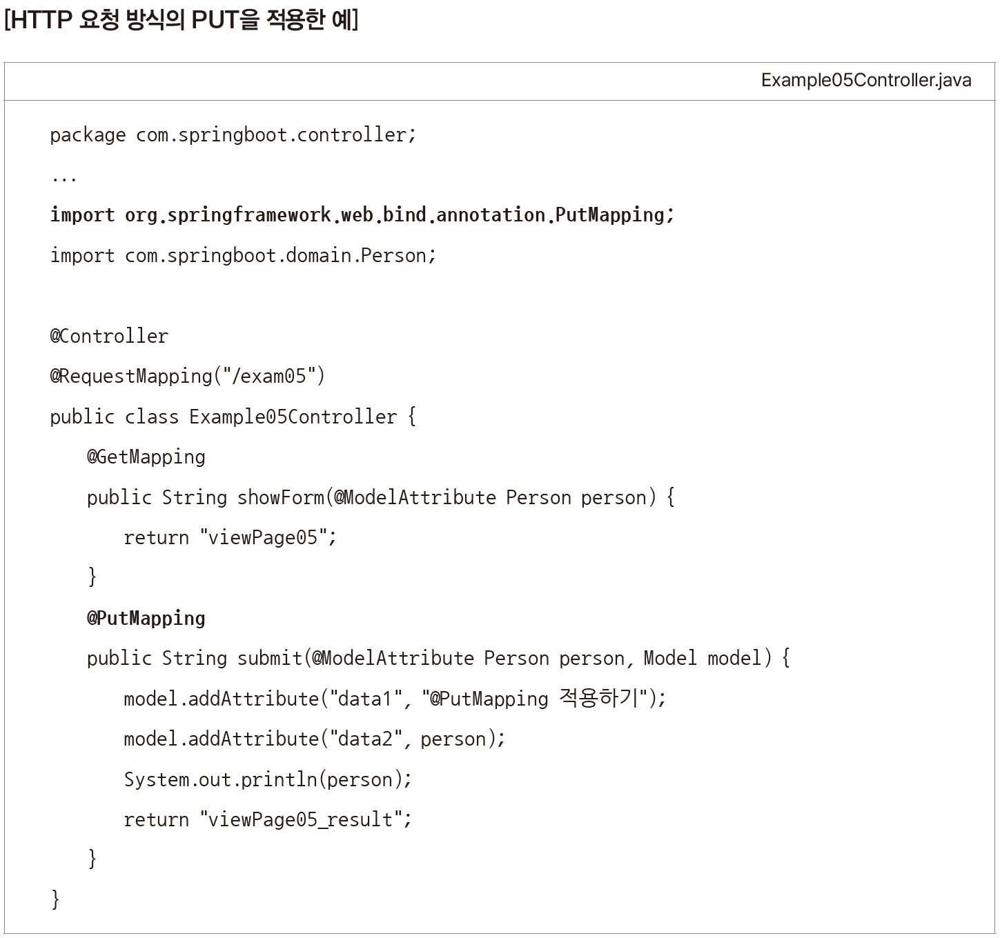 [HTTP 요청 방식의 PUT을 적용한 예]
Example05Controller.java
package com.springboot.controller;
...
import org.springframework.web.bind.annotation.PutMapping;
import com.springboot.domain.Person;
@Controller
@RequestMapping("/exam05")
public class Example05Controller {
@GetMapping
public String showForm(@ModelAttribute Person person) {
return "viewPage05";
}
@PutMapping
public String submit(@ModelAttribute Person person, Model model) {
model.addAttribute("data1", "@PutMapping 적용하기");
model.addAttribute("data2", person);
System.out.println(person);
return "viewPage05_result";
}
}